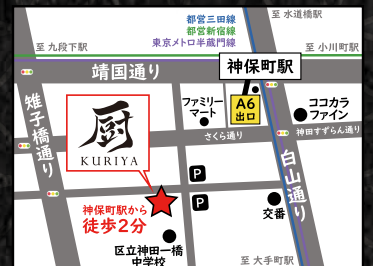 至 水道橋駅
都営三田線
都営新宿線
東京メトロ半蔵門線
至 九段下駅
至 小川町駅
靖国通り
神保町駅
雉子橋通り
厨
KURIYA
ファミリー
マート
A6
出口
ココカラ
ファイン
さくら通り
神田すずらん通り
白山通り
P
P
神保町駅から
徒歩2分
交番
区立神田一橋
中学校
至 大手町駅